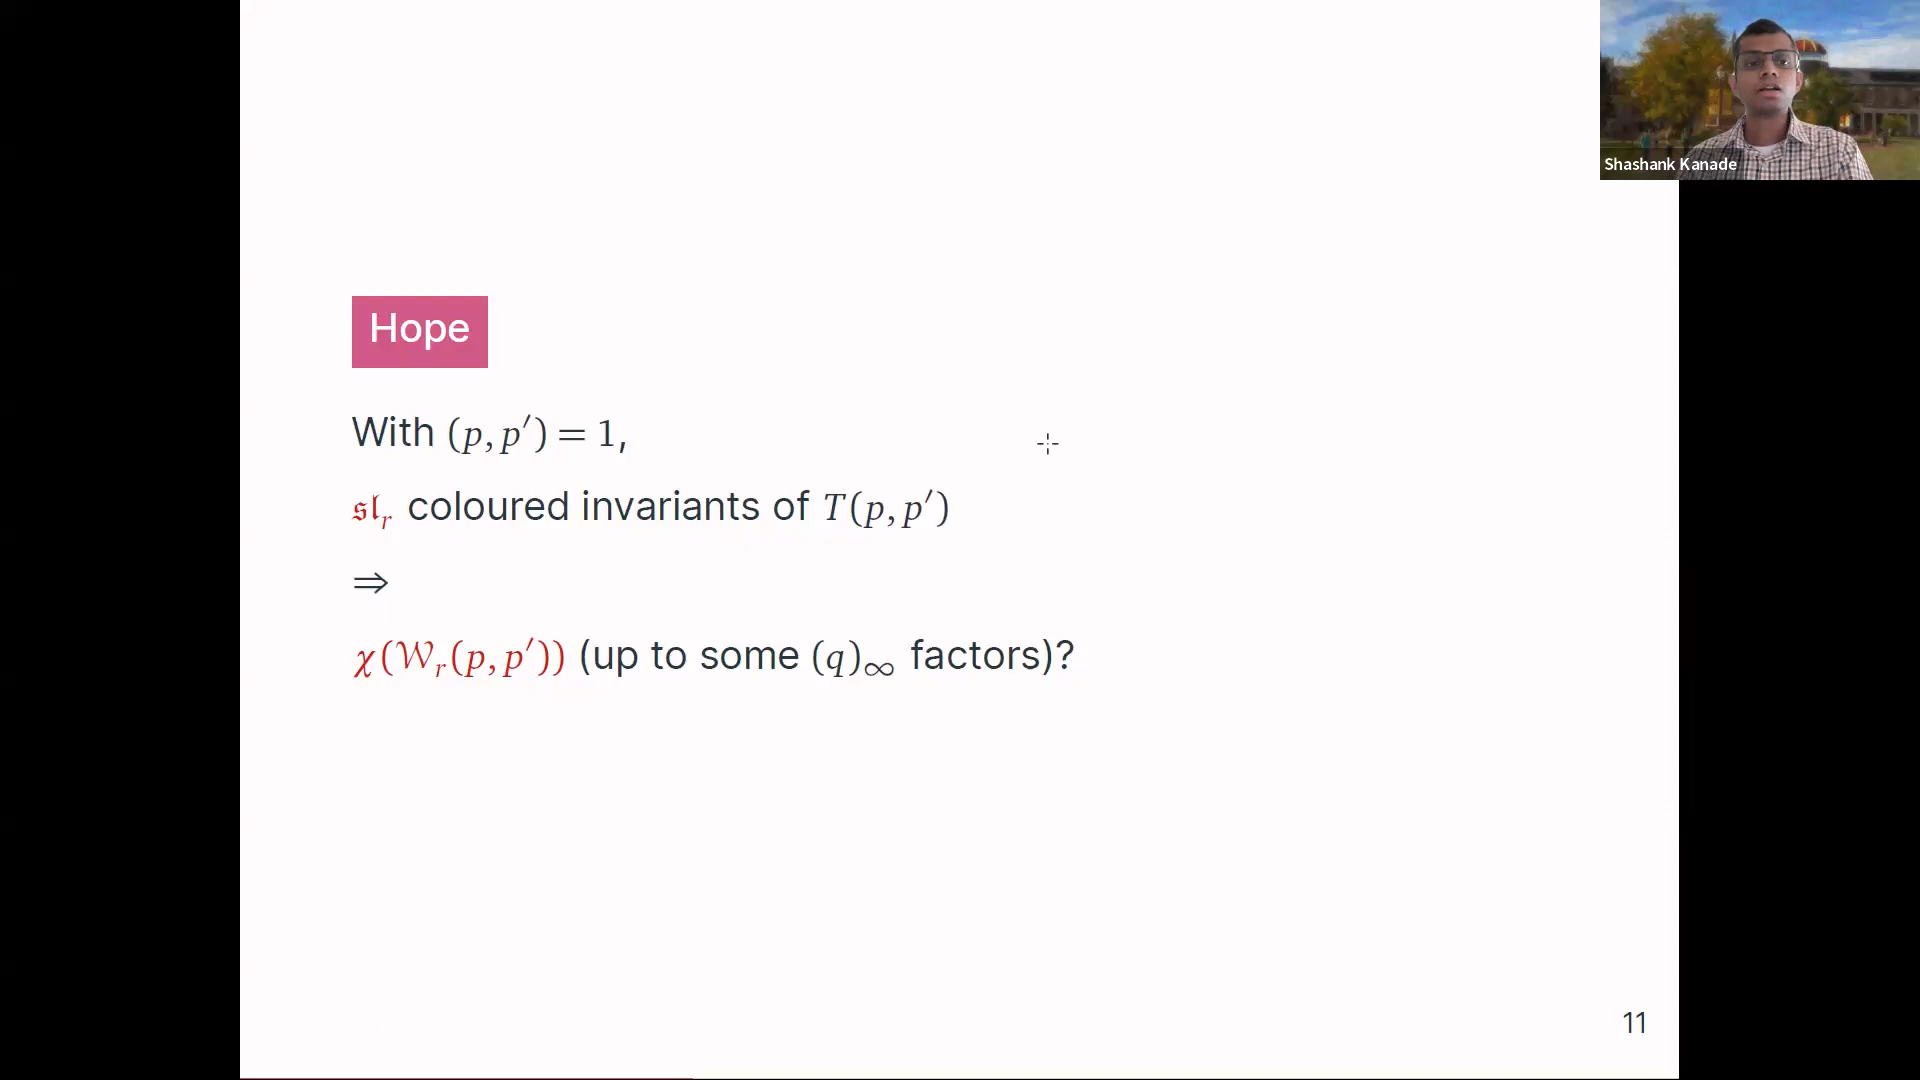 Shashank Kanade
Hope
With (p, p′) = 1,
𝔰𝔩ᵣ coloured invariants of T(p, p′)
⇒
χ(𝒲ᵣ(p, p′)) (up to some (q)∞ factors)?
11